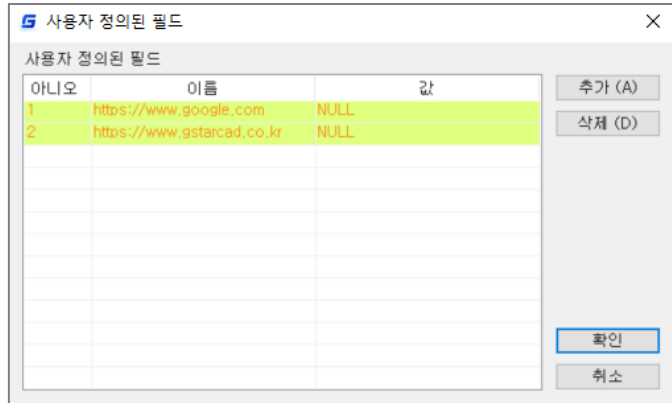 사용자 정의된 필드
사용자 정의된 필드
아니오 이름 값
1 https://www.google.com NULL
2 https://www.gstarcad.co.kr NULL
추가 (A)
삭제 (D)
확인
취소